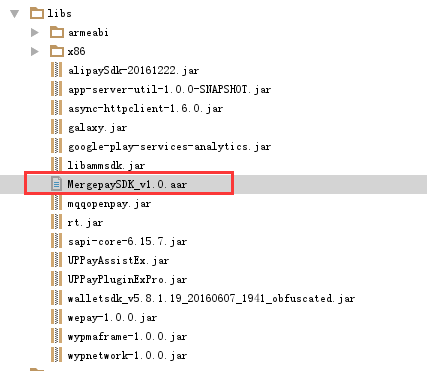 libs
armeabi
x86
alipaySdk-20161222.jar
app-server-util-1.0.0-SNAPSHOT.jar
async-httpclient-1.6.0.jar
galaxy.jar
google-play-services-analytics.jar
libammsdk.jar
MergepaySDK_v1.0.aar
mqqopenpay.jar
rt.jar
sapi-core-6.15.7.jar
UPPayAssistEx.jar
UPPayPluginExPro.jar
walletsdk_v5.8.1.19_20160607_1941_obfuscated.jar
wepay-1.0.0.jar
wypmaframe-1.0.0.jar
wypnetwork-1.0.0.jar